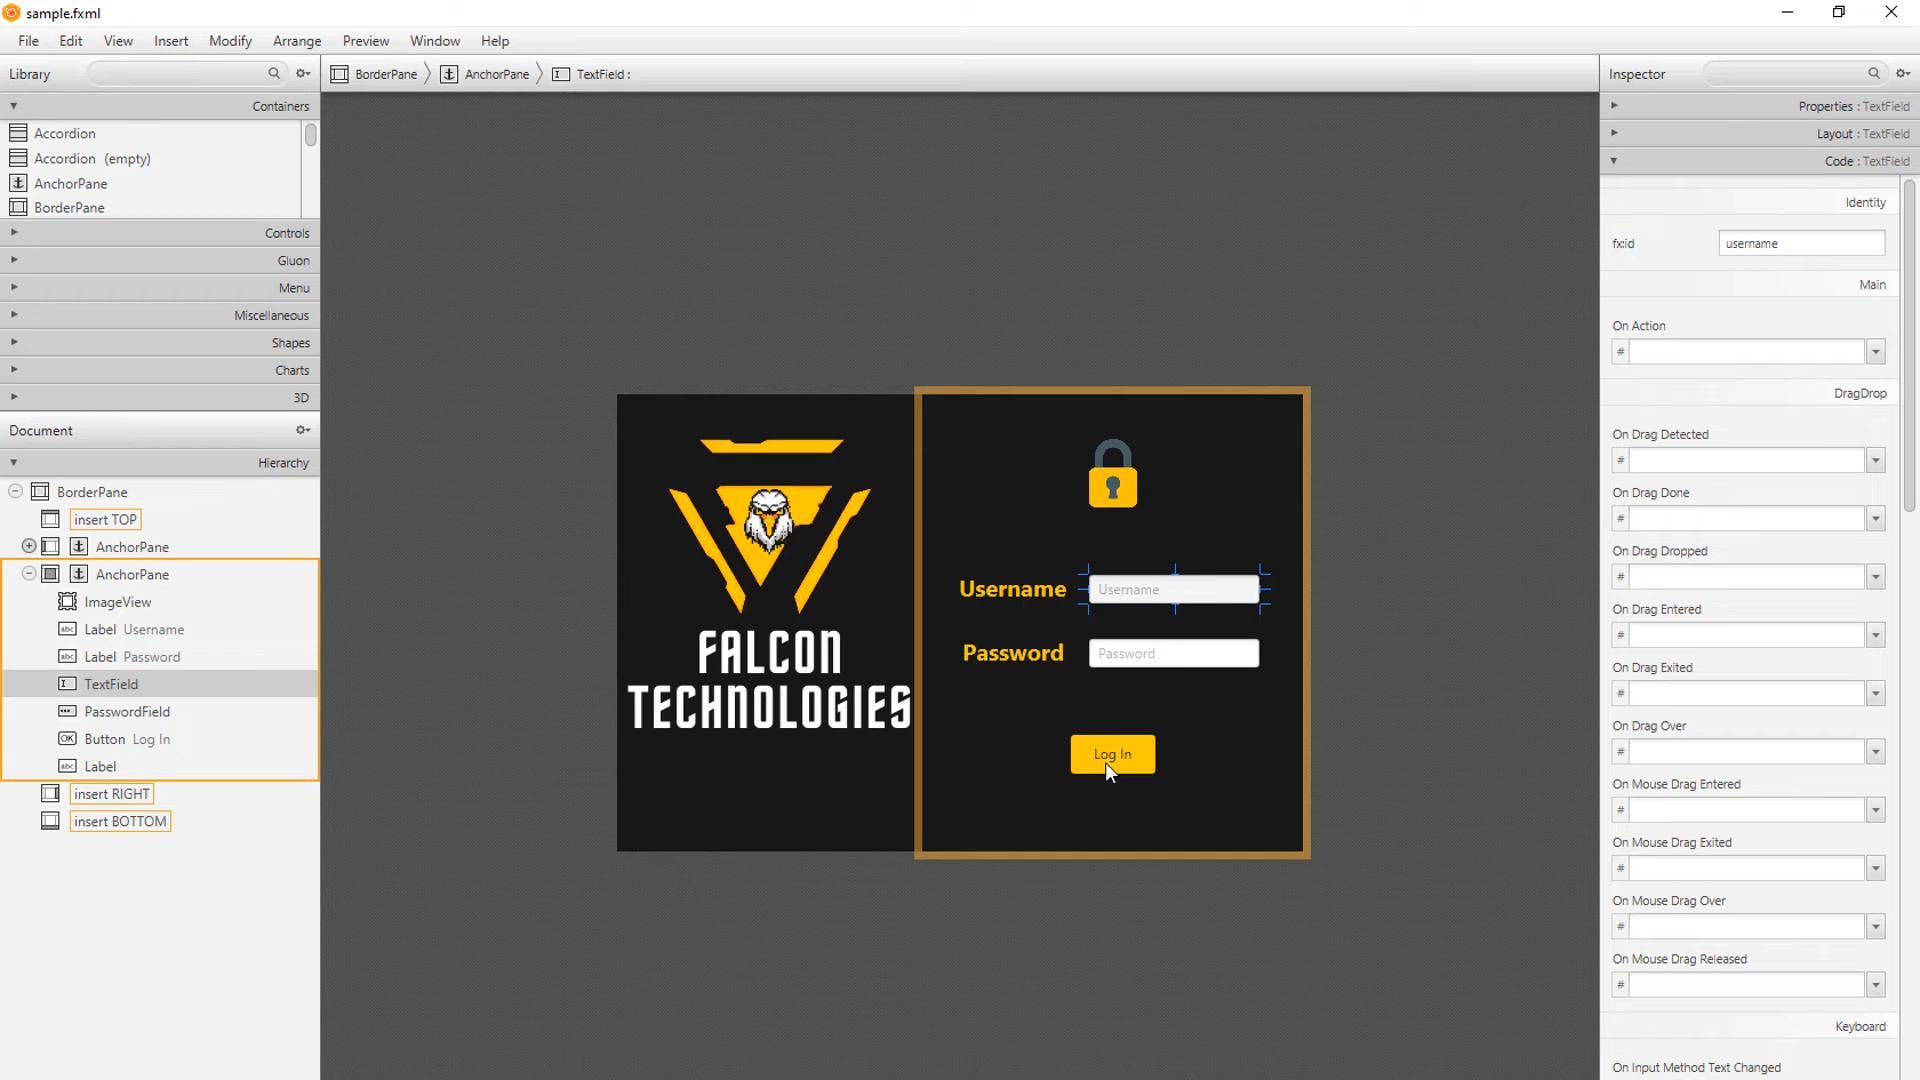 sample.fxml
File Edit View Insert Modify Arrange Preview Window Help
Library
Containers
Accordion
Accordion (empty)
AnchorPane
BorderPane
Controls
Gluon
Menu
Miscellaneous
Shapes
Charts
3D
Document
Hierarchy
BorderPane
insert TOP
AnchorPane
AnchorPane
ImageView
abc Label Username
abc Label Password
TextField
PasswordField
OK Button Log In
abc Label
insert RIGHT
insert BOTTOM
BorderPane AnchorPane TextField :
FALCON
TECHNOLOGIES
Username Username
Password Password
Log In
Inspector
Properties : TextField
Layout : TextField
Code : TextField
Identity
fx:id username
Main
On Action
#
DragDrop
On Drag Detected
#
On Drag Done
#
On Drag Dropped
#
On Drag Entered
#
On Drag Exited
#
On Drag Over
#
On Mouse Drag Entered
#
On Mouse Drag Exited
#
On Mouse Drag Over
#
On Mouse Drag Released
#
Keyboard
On Input Method Text Changed